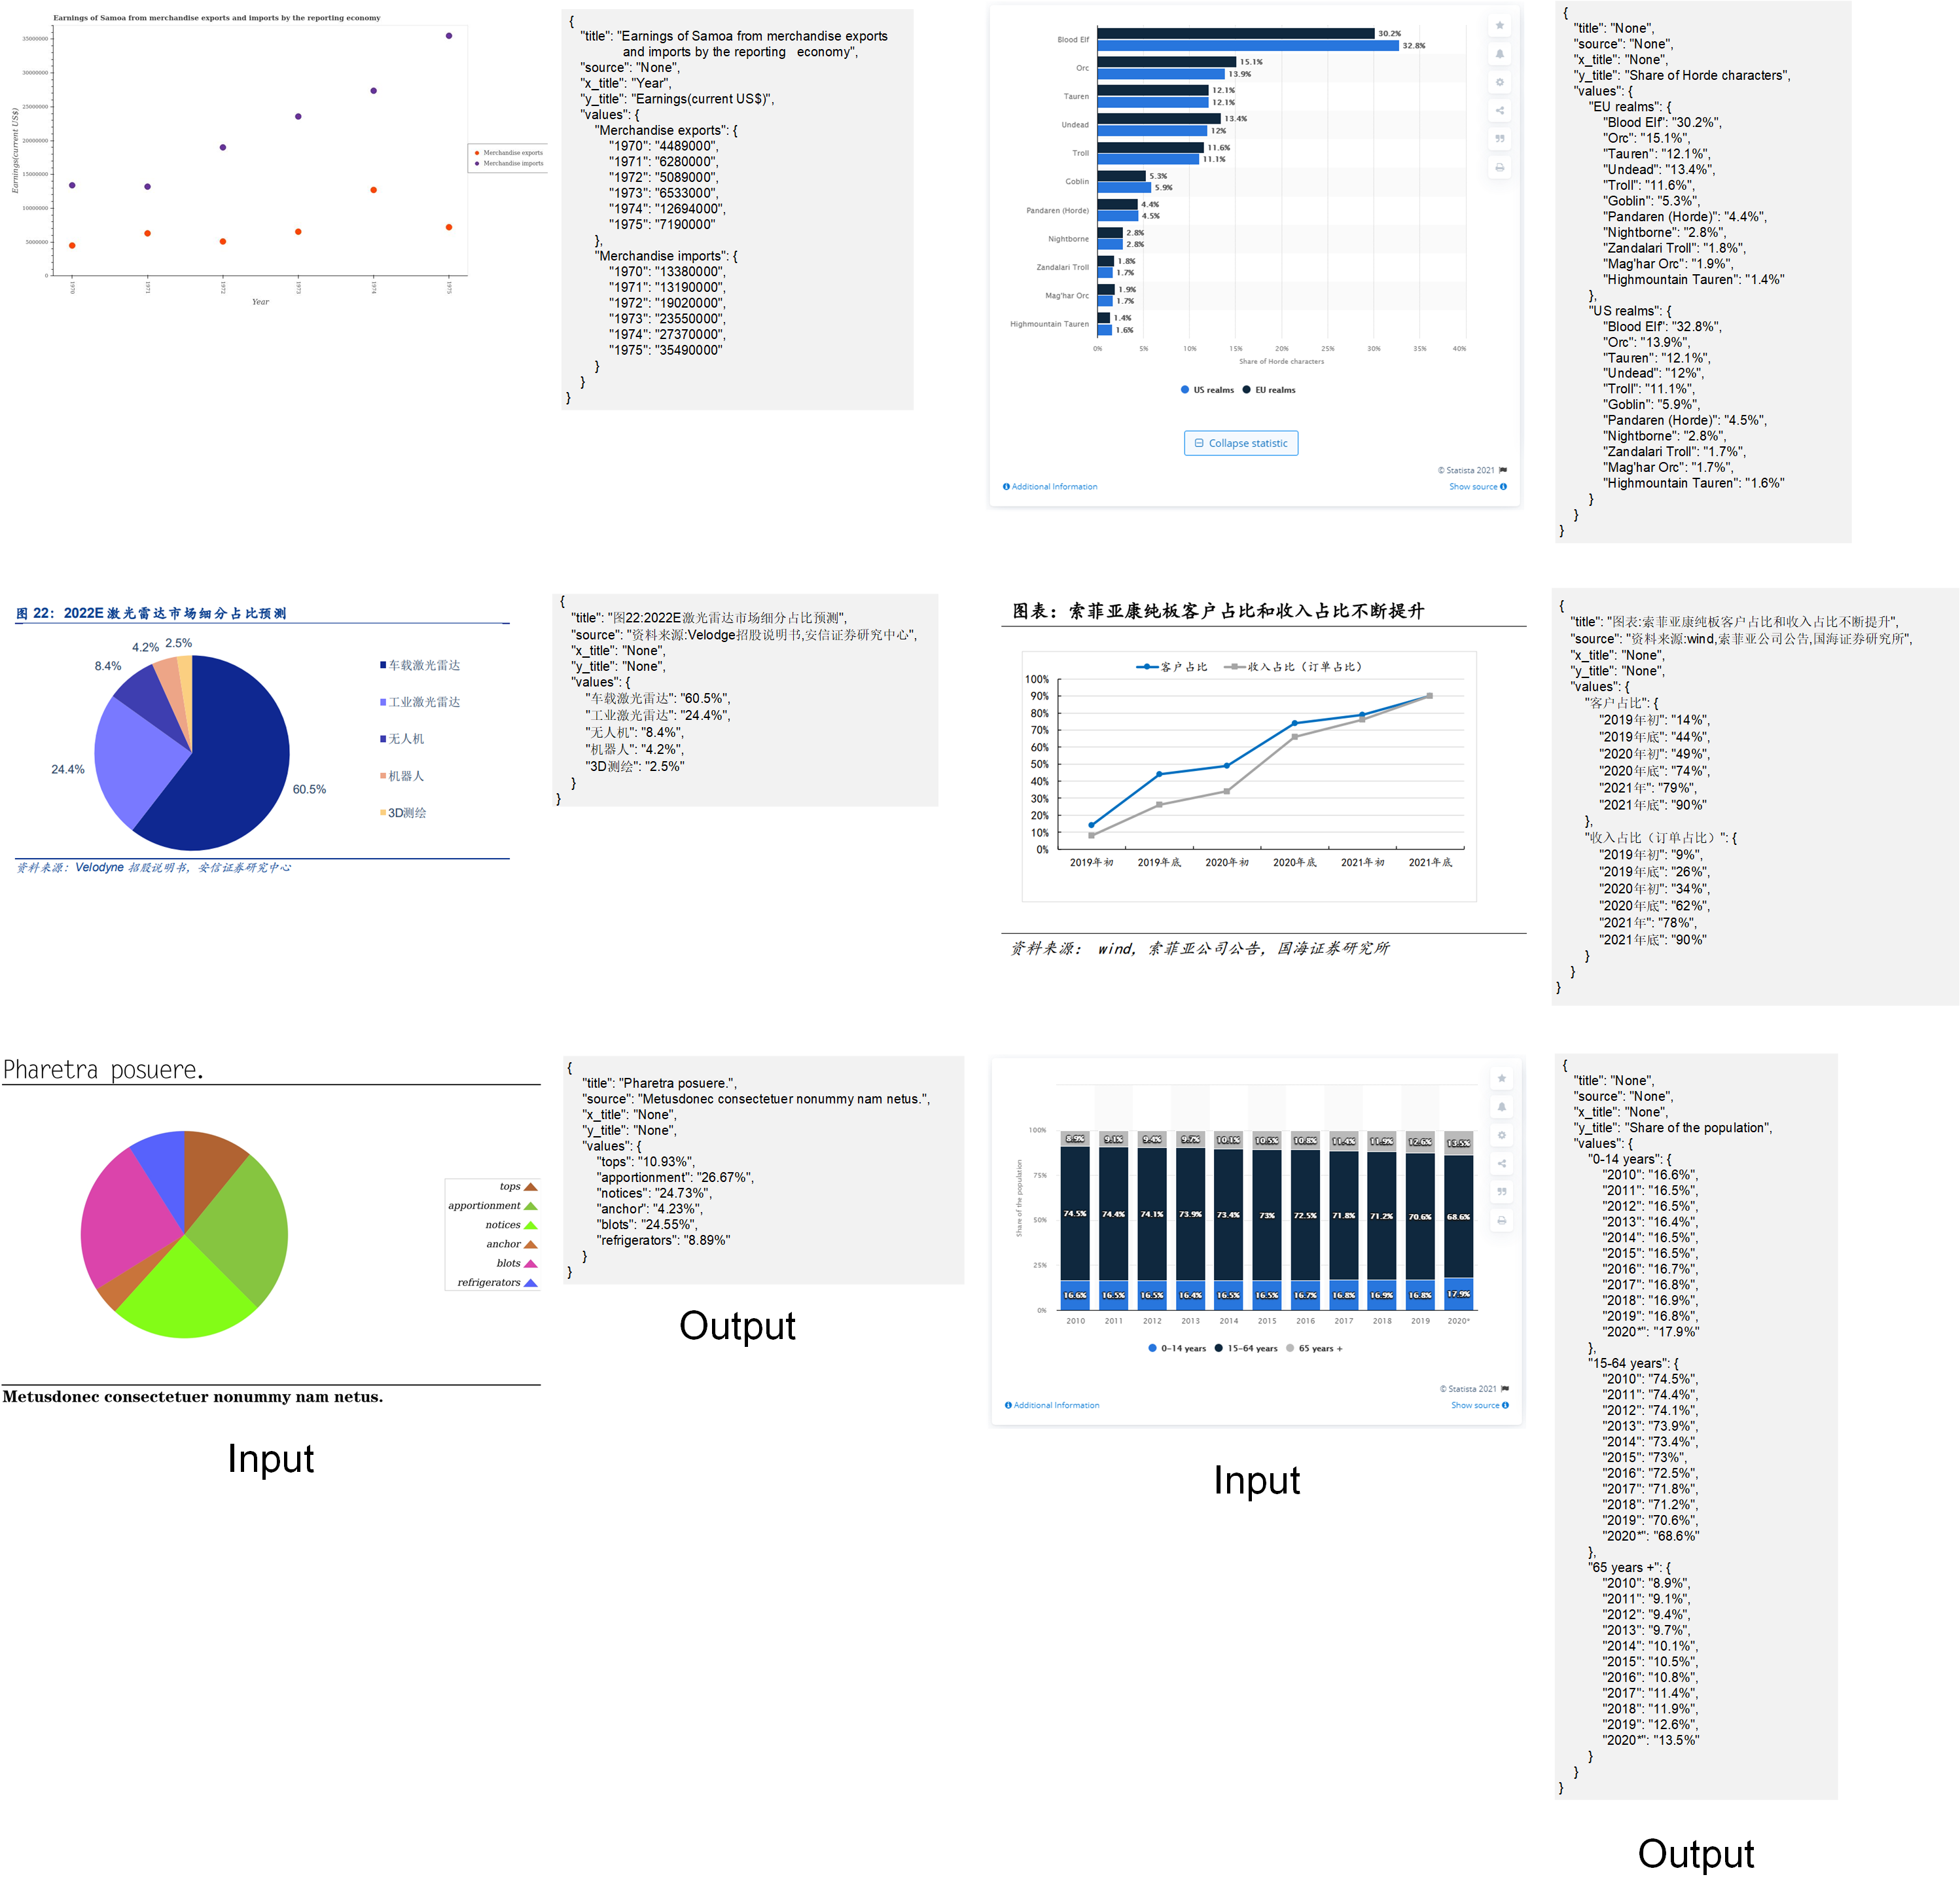 Earnings of Samoa from merchandise exports and imports by the reporting economy
35000000
30000000
25000000
20000000
15000000
10000000
5000000
0
Earnings(current US$)
1970
1971
1972
1973
1974
1975
Year
Merchandise exports
Merchandise imports
{
"title": "Earnings of Samoa from merchandise exports
and imports by the reporting economy",
"source": "None",
"x_title": "Year",
"y_title": "Earnings(current US$)",
"values": {
"Merchandise exports": {
"1970": "4489000",
"1971": "6280000",
"1972": "5089000",
"1973": "6533000",
"1974": "12694000",
"1975": "7190000"
},
"Merchandise imports": {
"1970": "13380000",
"1971": "13190000",
"1972": "19020000",
"1973": "23550000",
"1974": "27370000",
"1975": "35490000"
}
}
}
Blood Elf
30.2%
32.8%
Orc
15.1%
13.9%
Tauren
12.1%
12.1%
Undead
13.4%
12%
Troll
11.6%
11.1%
Goblin
5.3%
5.9%
Pandaren (Horde)
4.4%
4.5%
Nightborne
2.8%
2.8%
Zandalari Troll
1.8%
1.7%
Mag'har Orc
1.9%
1.7%
Highmountain Tauren
1.4%
1.6%
0% 5% 10% 15% 20% 25% 30% 35% 40%
Share of Horde characters
US realms EU realms
Collapse statistic
© Statista 2021
Additional Information Show source
{
"title": "None",
"source": "None",
"x_title": "None",
"y_title": "Share of Horde characters",
"values": {
"EU realms": {
"Blood Elf": "30.2%",
"Orc": "15.1%",
"Tauren": "12.1%",
"Undead": "13.4%",
"Troll": "11.6%",
"Goblin": "5.3%",
"Pandaren (Horde)": "4.4%",
"Nightborne": "2.8%",
"Zandalari Troll": "1.8%",
"Mag'har Orc": "1.9%",
"Highmountain Tauren": "1.4%"
},
"US realms": {
"Blood Elf": "32.8%",
"Orc": "13.9%",
"Tauren": "12.1%",
"Undead": "12%",
"Troll": "11.1%",
"Goblin": "5.9%",
"Pandaren (Horde)": "4.5%",
"Nightborne": "2.8%",
"Zandalari Troll": "1.7%",
"Mag'har Orc": "1.7%",
"Highmountain Tauren": "1.6%"
}
}
}
图 22: 2022E 激光雷达市场细分占比预测
2.5%
4.2%
8.4%
24.4%
60.5%
车载激光雷达
工业激光雷达
无人机
机器人
3D测绘
资料来源: Velodyne 招股说明书, 安信证券研究中心
{
"title": "图22:2022E激光雷达市场细分占比预测",
"source": "资料来源:Velodge招股说明书,安信证券研究中心",
"x_title": "None",
"y_title": "None",
"values": {
"车载激光雷达": "60.5%",
"工业激光雷达": "24.4%",
"无人机": "8.4%",
"机器人": "4.2%",
"3D测绘": "2.5%"
}
}
图表: 索菲亚康纯板客户占比和收入占比不断提升
客户占比 收入占比（订单占比）
100%
90%
80%
70%
60%
50%
40%
30%
20%
10%
0%
2019年初 2019年底 2020年初 2020年底 2021年初 2021年底
资料来源: wind, 索菲亚公司公告, 国海证券研究所
{
"title": "图表:索菲亚康纯板客户占比和收入占比不断提升",
"source": "资料来源:wind,索菲亚公司公告,国海证券研究所",
"x_title": "None",
"y_title": "None",
"values": {
"客户占比": {
"2019年初": "14%",
"2019年底": "44%",
"2020年初": "49%",
"2020年底": "74%",
"2021年": "79%",
"2021年底": "90%"
},
"收入占比（订单占比）": {
"2019年初": "9%",
"2019年底": "26%",
"2020年初": "34%",
"2020年底": "62%",
"2021年": "78%",
"2021年底": "90%"
}
}
}
Pharetra posuere.
tops
apportionment
notices
anchor
blots
refrigerators
Metusdonec consectetuer nonummy nam netus.
Input
{
"title": "Pharetra posuere.",
"source": "Metusdonec consectetuer nonummy nam netus.",
"x_title": "None",
"y_title": "None",
"values": {
"tops": "10.93%",
"apportionment": "26.67%",
"notices": "24.73%",
"anchor": "4.23%",
"blots": "24.55%",
"refrigerators": "8.89%"
}
}
Output
100%
75%
50%
25%
0%
Share of the population
8.9% 9.1% 9.4% 9.7% 10.1% 10.5% 10.8% 11.4% 11.9% 12.6% 13.5%
74.5% 74.4% 74.1% 73.9% 73.4% 73% 72.5% 71.8% 71.2% 70.6% 68.6%
16.6% 16.5% 16.5% 16.4% 16.5% 16.5% 16.7% 16.8% 16.9% 16.8% 17.9%
2010 2011 2012 2013 2014 2015 2016 2017 2018 2019 2020*
0-14 years 15-64 years 65 years +
© Statista 2021
Additional Information Show source
Input
{
"title": "None",
"source": "None",
"x_title": "None",
"y_title": "Share of the population",
"values": {
"0-14 years": {
"2010": "16.6%",
"2011": "16.5%",
"2012": "16.5%",
"2013": "16.4%",
"2014": "16.5%",
"2015": "16.5%",
"2016": "16.7%",
"2017": "16.8%",
"2018": "16.9%",
"2019": "16.8%",
"2020*": "17.9%"
},
"15-64 years": {
"2010": "74.5%",
"2011": "74.4%",
"2012": "74.1%",
"2013": "73.9%",
"2014": "73.4%",
"2015": "73%",
"2016": "72.5%",
"2017": "71.8%",
"2018": "71.2%",
"2019": "70.6%",
"2020*": "68.6%"
},
"65 years +": {
"2010": "8.9%",
"2011": "9.1%",
"2012": "9.4%",
"2013": "9.7%",
"2014": "10.1%",
"2015": "10.5%",
"2016": "10.8%",
"2017": "11.4%",
"2018": "11.9%",
"2019": "12.6%",
"2020*": "13.5%"
}
}
}
Output